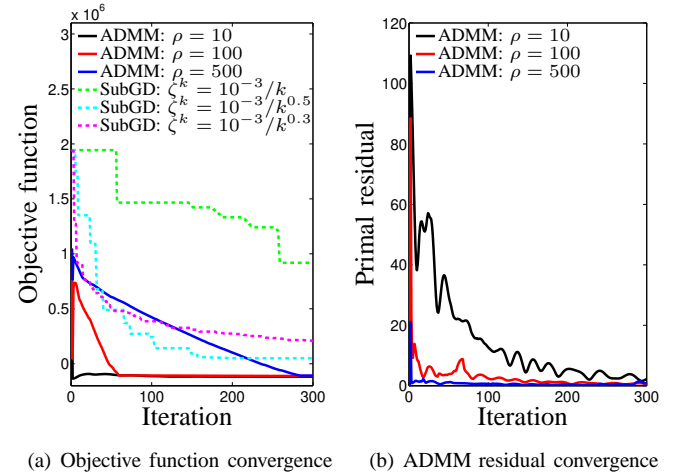 x 10^6
3
2.5
2
1.5
1
0.5
0
100
200
300
Objective function
Iteration
ADMM: ρ = 10
ADMM: ρ = 100
ADMM: ρ = 500
SubGD: ζ^k = 10^{-3}/k
SubGD: ζ^k = 10^{-3}/k^{0.5}
SubGD: ζ^k = 10^{-3}/k^{0.3}
(a) Objective function convergence
120
100
80
60
40
20
0
0
100
200
300
Primal residual
Iteration
ADMM: ρ = 10
ADMM: ρ = 100
ADMM: ρ = 500
(b) ADMM residual convergence